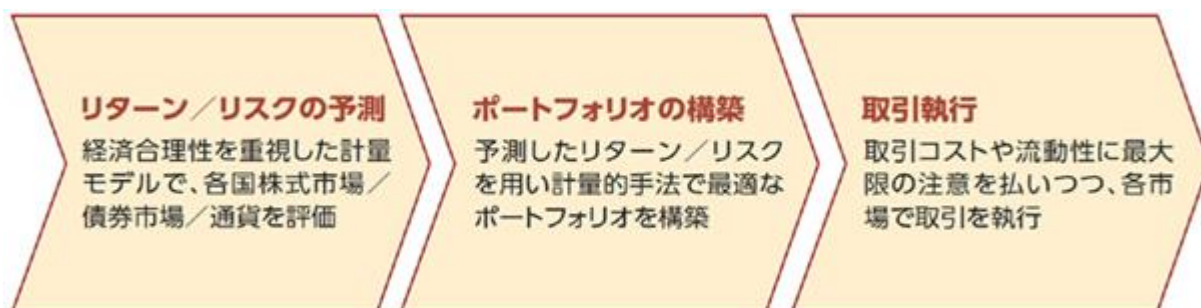 リターン／リスクの予測
経済合理性を重視した計量
モデルで、各国株式市場／
債券市場／通貨を評価
ポートフォリオの構築
予測したリターン／リスク
を用い計量的手法で最適な
ポートフォリオを構築
取引執行
取引コストや流動性に最大
限の注意を払いつつ、各市
場で取引を執行